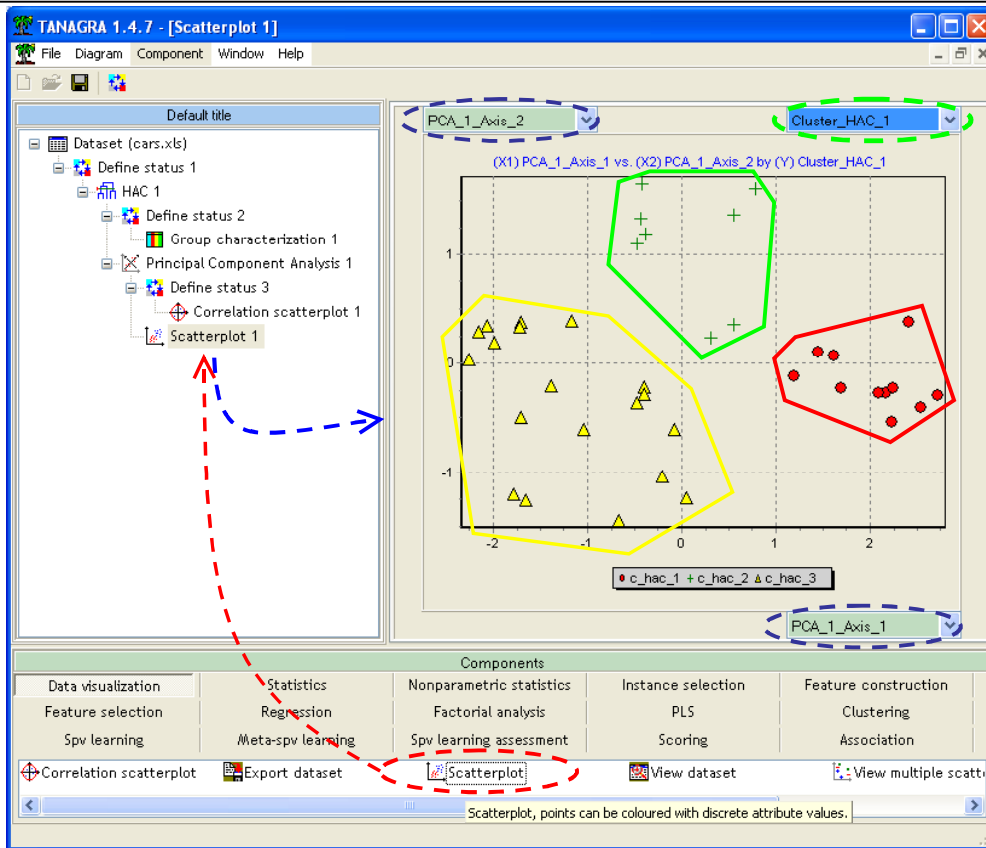 TANAGRA 1.4.7 - [Scatterplot 1]
File Diagram Component Window Help
Default title
Dataset (cars.xls)
Define status 1
HAC 1
Define status 2
Group characterization 1
Principal Component Analysis 1
Define status 3
Correlation scatterplot 1
Scatterplot 1
PCA_1_Axis_2
Cluster_HAC_1
(X1) PCA_1_Axis_1 vs. (X2) PCA_1_Axis_2 by (Y) Cluster_HAC_1
1
0
-1
-2 -1 0 1 2
c_hac_1 c_hac_2 c_hac_3
PCA_1_Axis_1
Components
Data visualization Statistics Nonparametric statistics Instance selection Feature construction
Feature selection Regression Factorial analysis PLS Clustering
Spv learning Meta-spv learning Spv learning assessment Scoring Association
Correlation scatterplot Export dataset Scatterplot View dataset View multiple scatt
Scatterplot, points can be coloured with discrete attribute values.